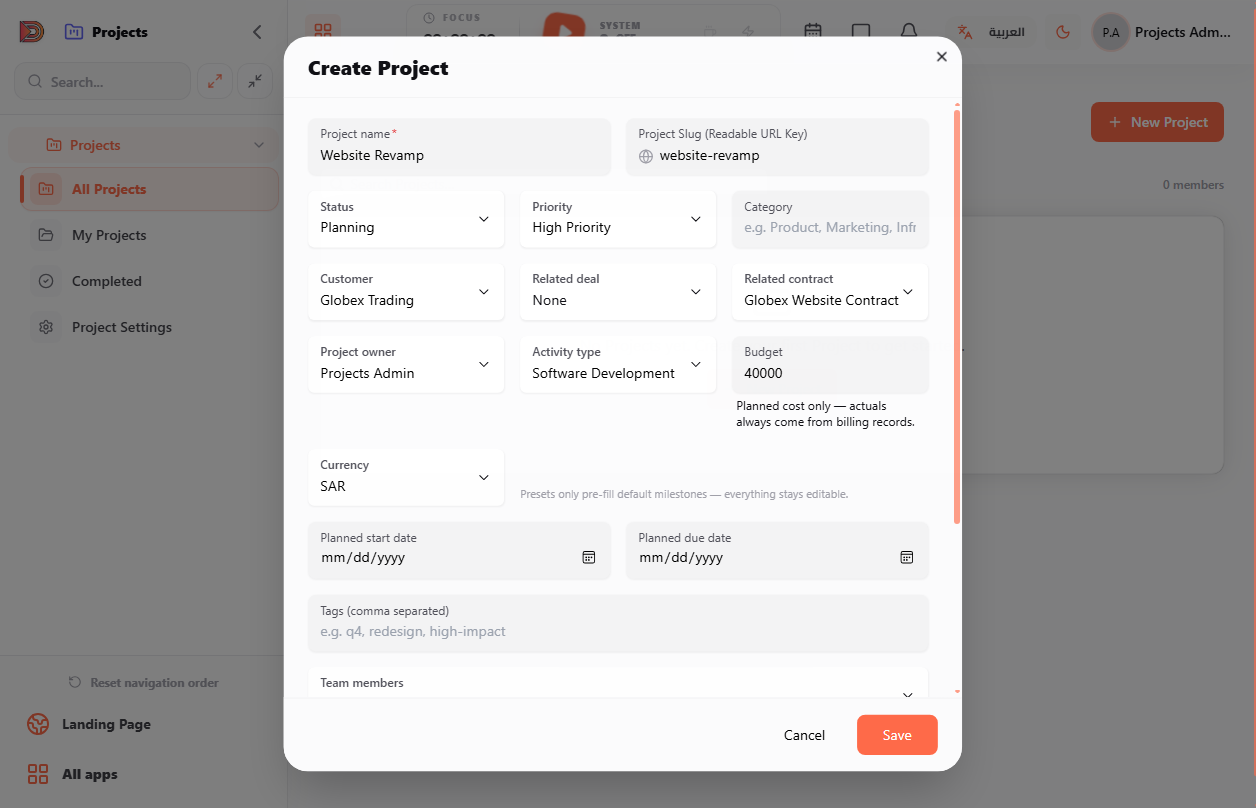 Projects
Search...
Projects
All Projects
My Projects
Completed
Project Settings
Reset navigation order
Landing Page
All apps
FOCUS
SYSTEM
العربية
P.A
Projects Adm...
+ New Project
0 members
Create Project
Project name*
Website Revamp
Project Slug (Readable URL Key)
website-revamp
Status
Planning
Priority
High Priority
Category
e.g. Product, Marketing, Infr
Customer
Globex Trading
Related deal
None
Related contract
Globex Website Contract
Project owner
Projects Admin
Activity type
Software Development
Budget
40000
Planned cost only — actuals
always come from billing records.
Currency
SAR
Presets only pre-fill default milestones — everything stays editable.
Planned start date
mm/dd/yyyy
Planned due date
mm/dd/yyyy
Tags (comma separated)
e.g. q4, redesign, high-impact
Team members
Cancel
Save